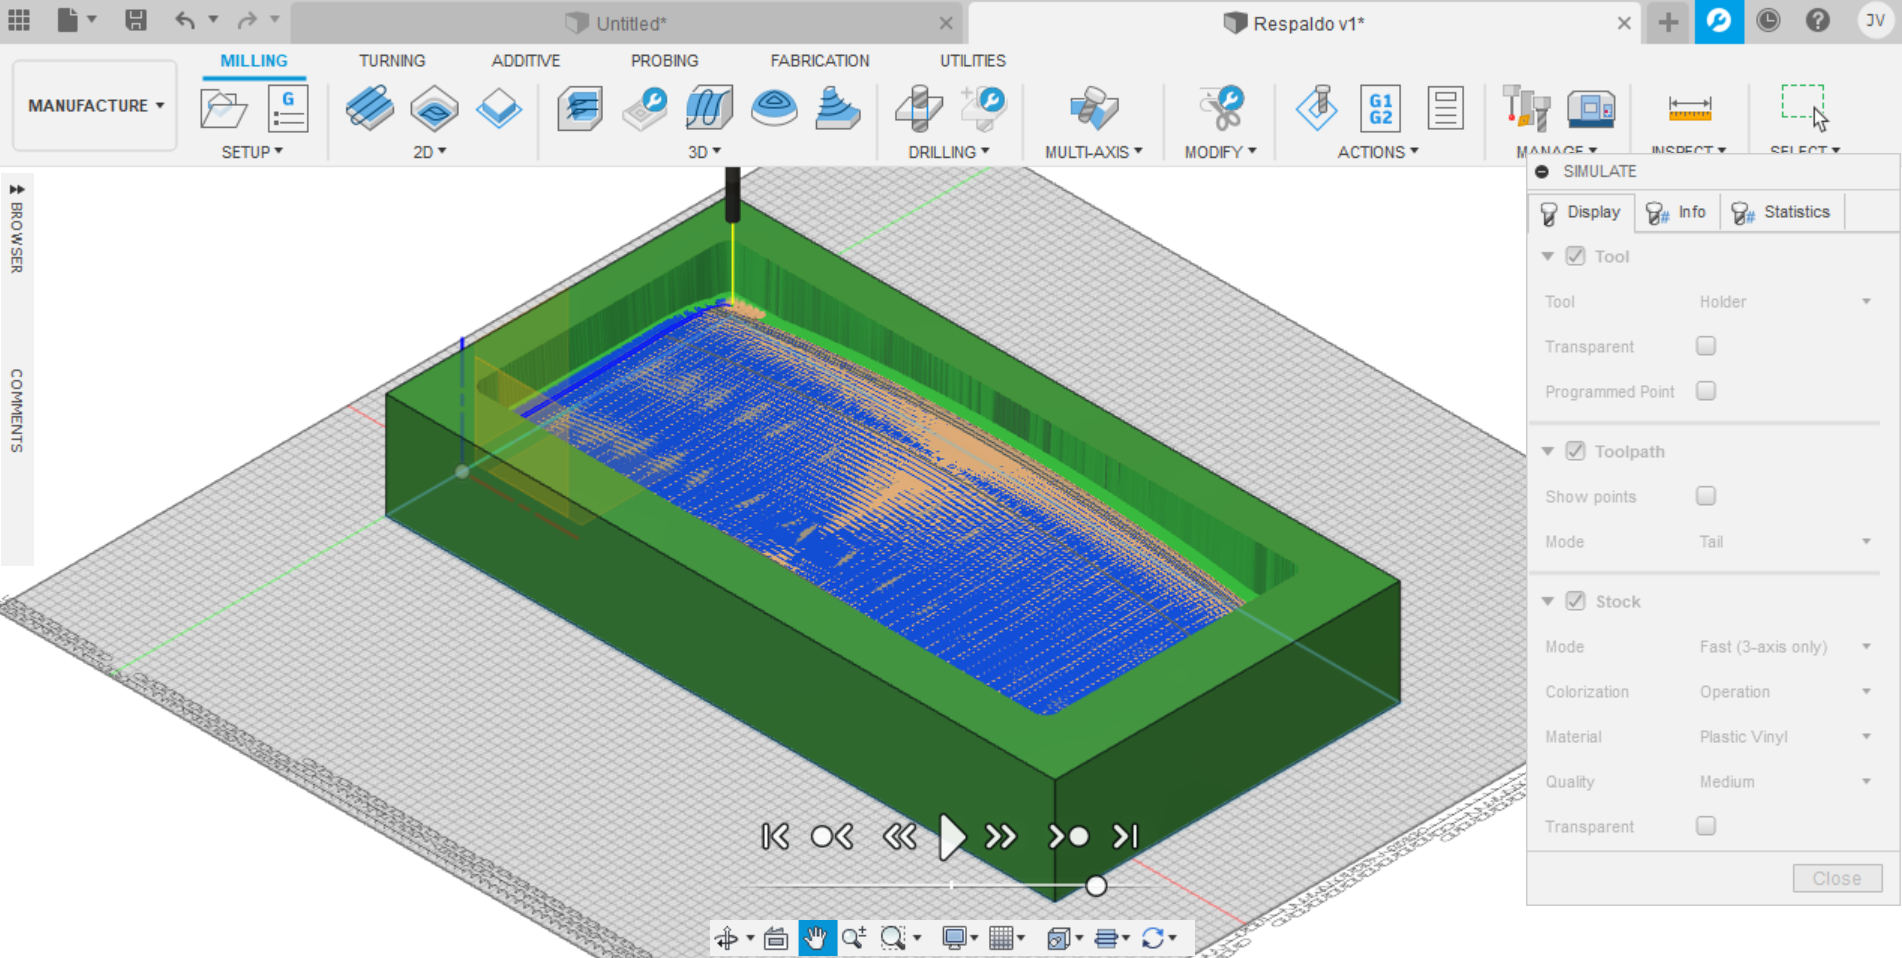 Untitled*
Respaldo v1*
JV
MANUFACTURE
MILLING
TURNING
ADDITIVE
PROBING
FABRICATION
UTILITIES
G
G1
G2
SETUP
2D
3D
DRILLING
MULTI-AXIS
MODIFY
ACTIONS
MANAGE
INSPECT
SELECT
BROWSER
COMMENTS
SIMULATE
Display
# Info
# Statistics
Tool
Tool Holder
Transparent
Programmed Point
Toolpath
Show points
Mode Tail
Stock
Mode Fast (3-axis only)
Colorization Operation
Material Plastic Vinyl
Quality Medium
Transparent
Close